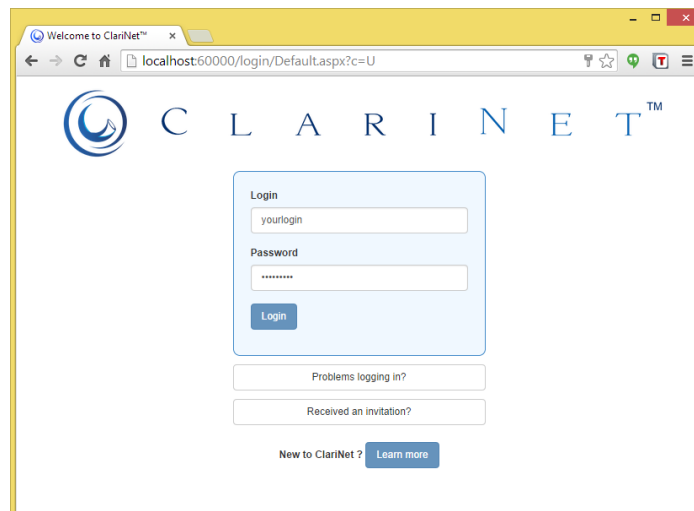 Welcome to ClariNet™
localhost:60000/login/Default.aspx?c=U
CLARINET™
Login
yourlogin
Password
•••••••••
Login
Problems logging in?
Received an invitation?
New to ClariNet ? Learn more